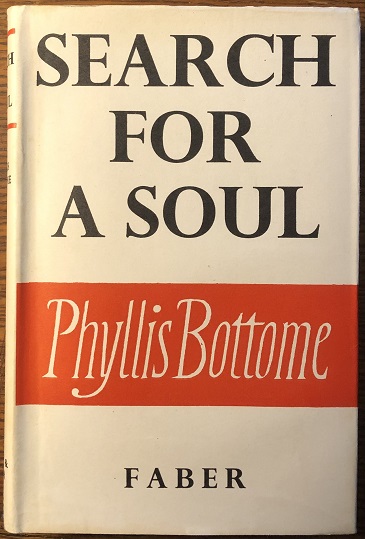 SEARCH
FOR
A SOUL
Phyllis Bottome
FABER